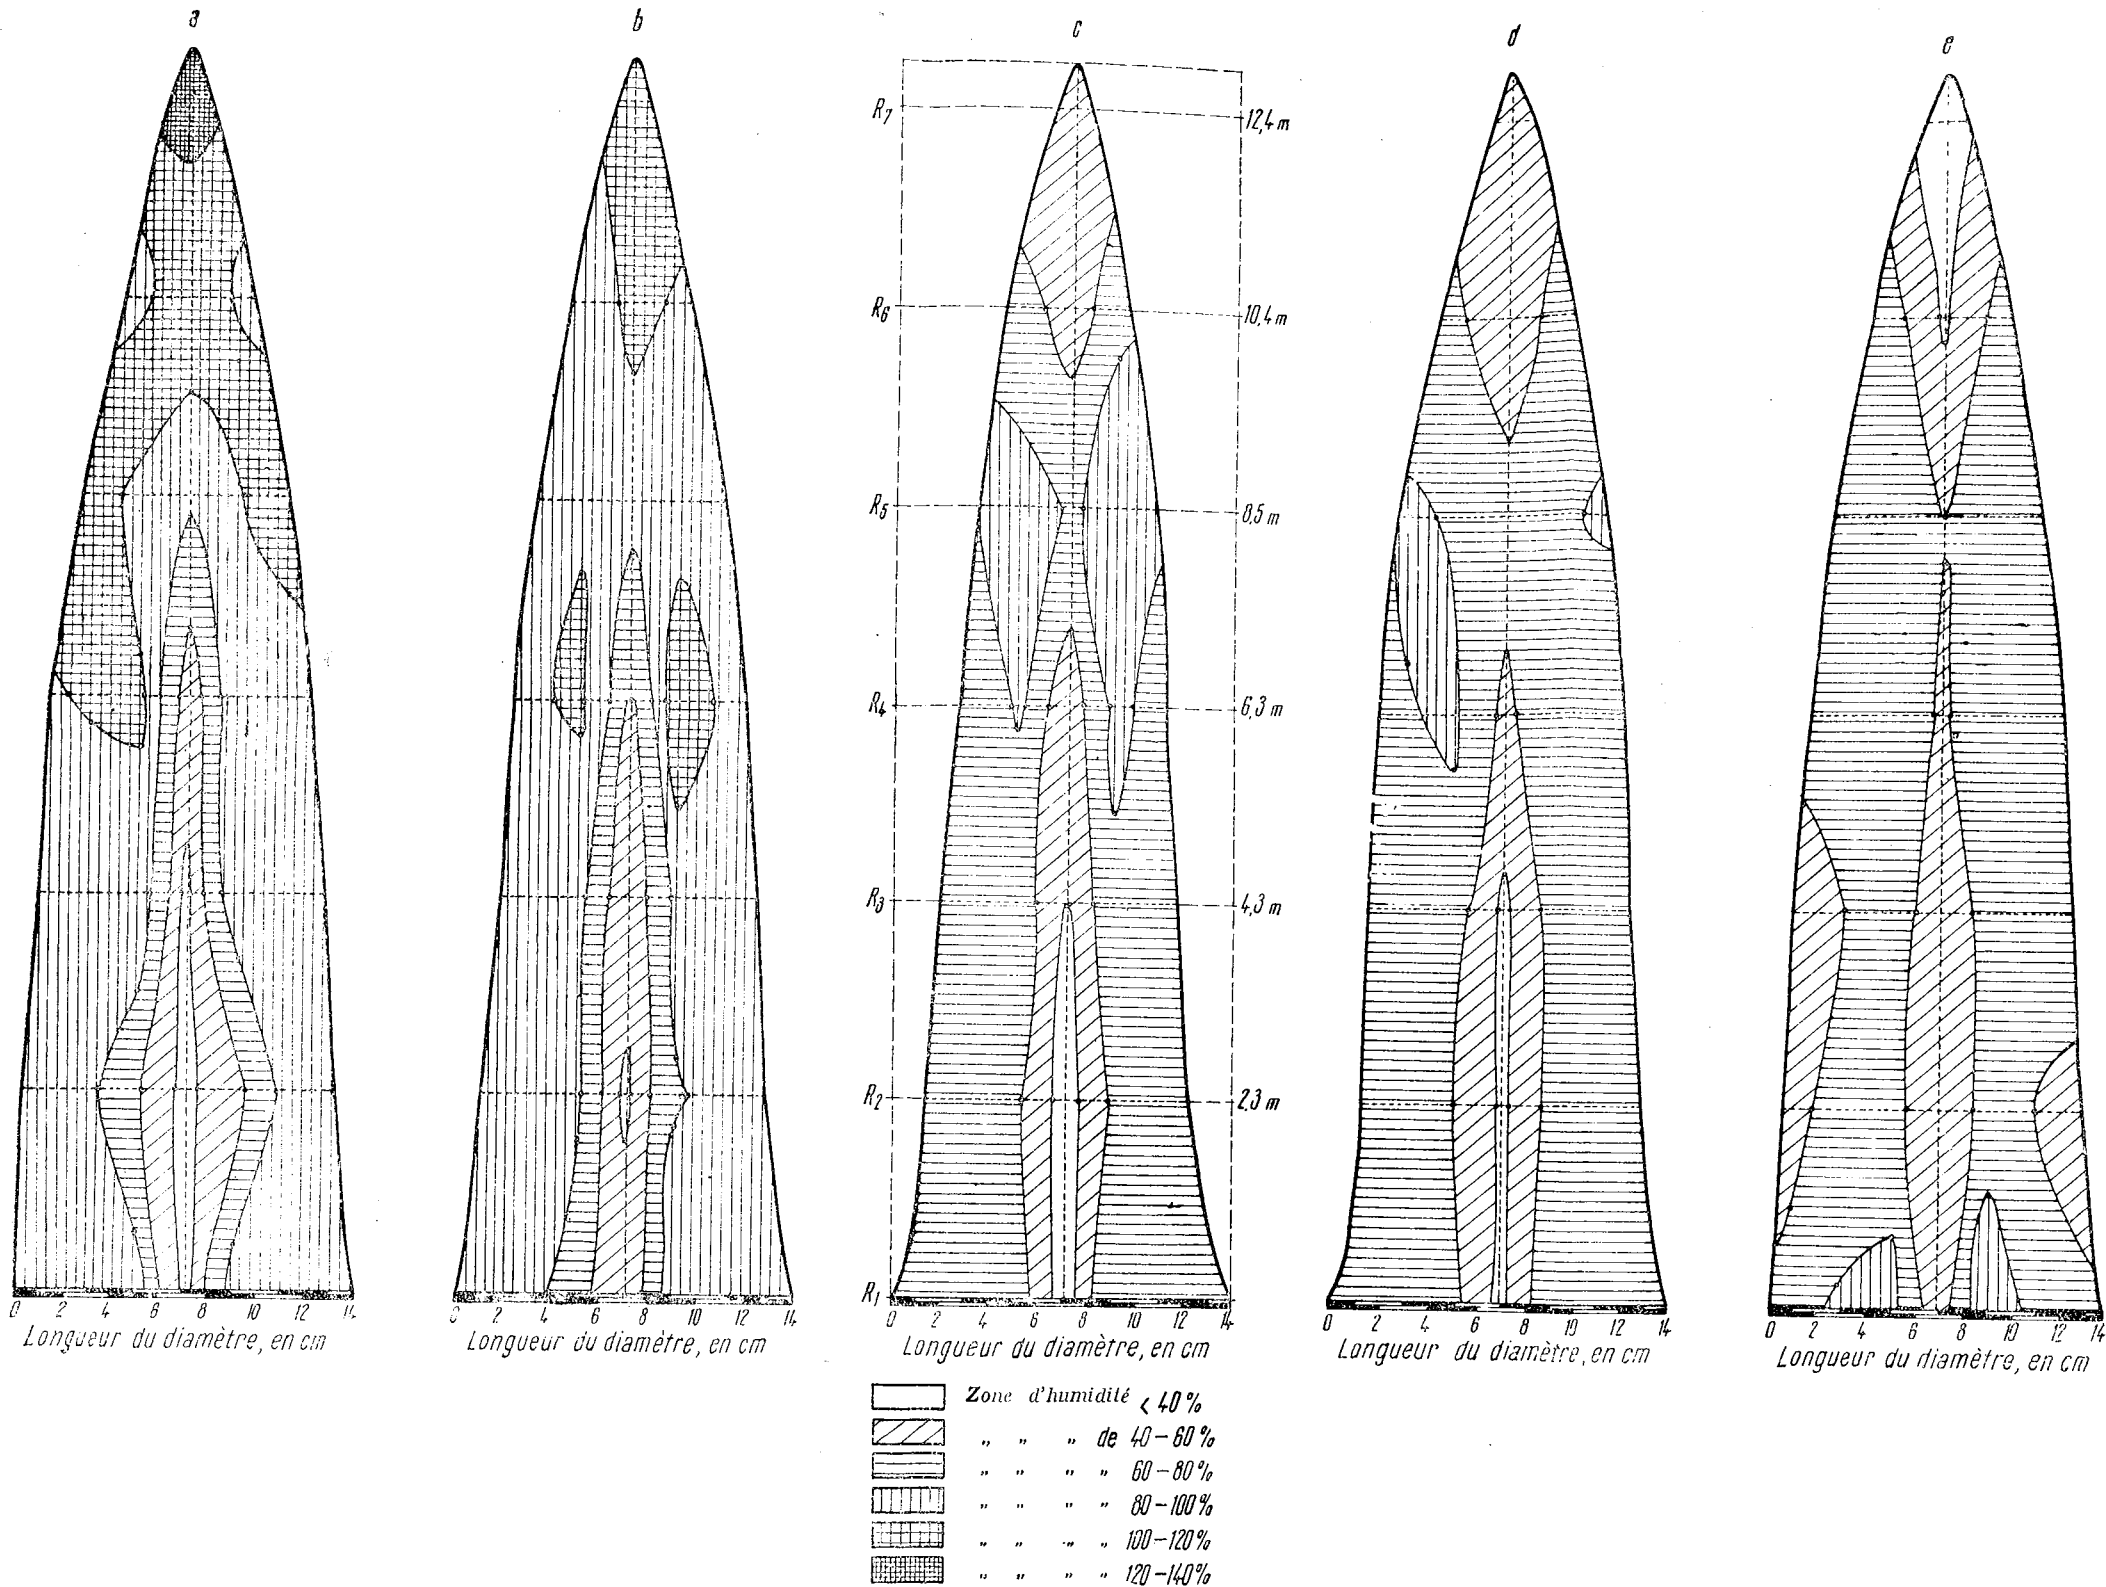 a
b
c
d
e
R7
12,4 m
R6
10,4 m
R5
8,5 m
R4
6,3 m
R3
4,3 m
R2
2,3 m
R1
0 2 4 6 8 10 12 14
Longueur du diamètre, en cm
0 2 4 6 8 10 12 14
Longueur du diamètre, en cm
0 2 4 6 8 10 12 14
Longueur du diamètre, en cm
0 2 4 6 8 10 12 14
Longueur du diamètre, en cm
0 2 4 6 8 10 12 14
Longueur du diamètre, en cm
Zone d'humidité < 40%
„ „ „ de 40-60%
„ „ „ „ 60-80%
„ „ „ „ 80-100%
„ „ „ „ 100-120%
„ „ „ „ 120-140%